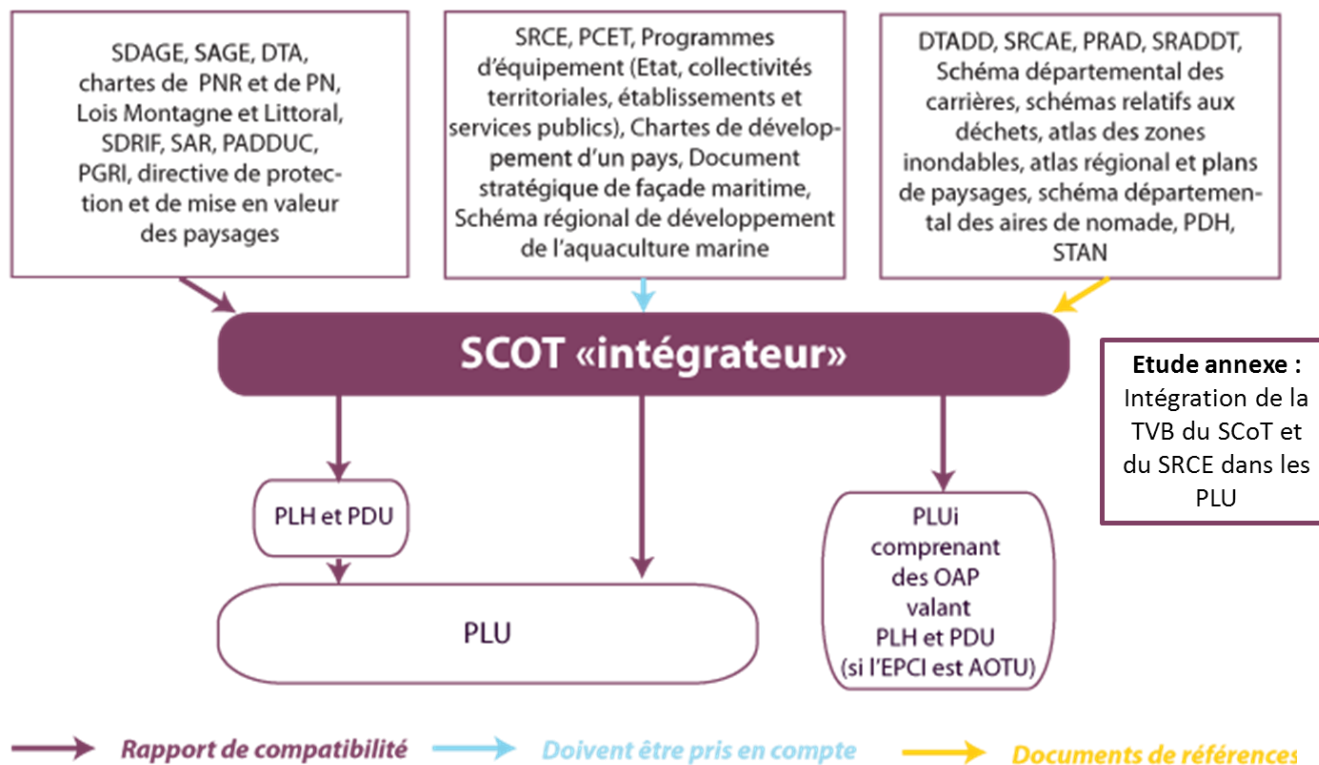 SDAGE, SAGE, DTA,
chartes de PNR et de PN,
Lois Montagne et Littoral,
SDRIF, SAR, PADDUC,
PGRI, directive de protec-
tion et de mise en valeur
des paysages
SRCE, PCET, Programmes
d’équipement (Etat, collectivités
territoriales, établissements et
services publics), Chartes de dévelop-
pement d’un pays, Document
stratégique de façade maritime,
Schéma régional de développement
de l’aquaculture marine
DTADD, SRCAE, PRAD, SRADDT,
Schéma départemental des
carrières, schémas relatifs aux
déchets, atlas des zones
inondables, atlas régional et plans
de paysages, schéma départemen-
tal des aires de nomade, PDH,
STAN
SCOT «intégrateur»
Etude annexe :
Intégration de la
TVB du SCoT et
du SRCE dans les
PLU
PLH et PDU
PLU
PLUi
comprenant
des OAP
valant
PLH et PDU
(si l’EPCI est AOTU)
Rapport de compatibilité
Doivent être pris en compte
Documents de références